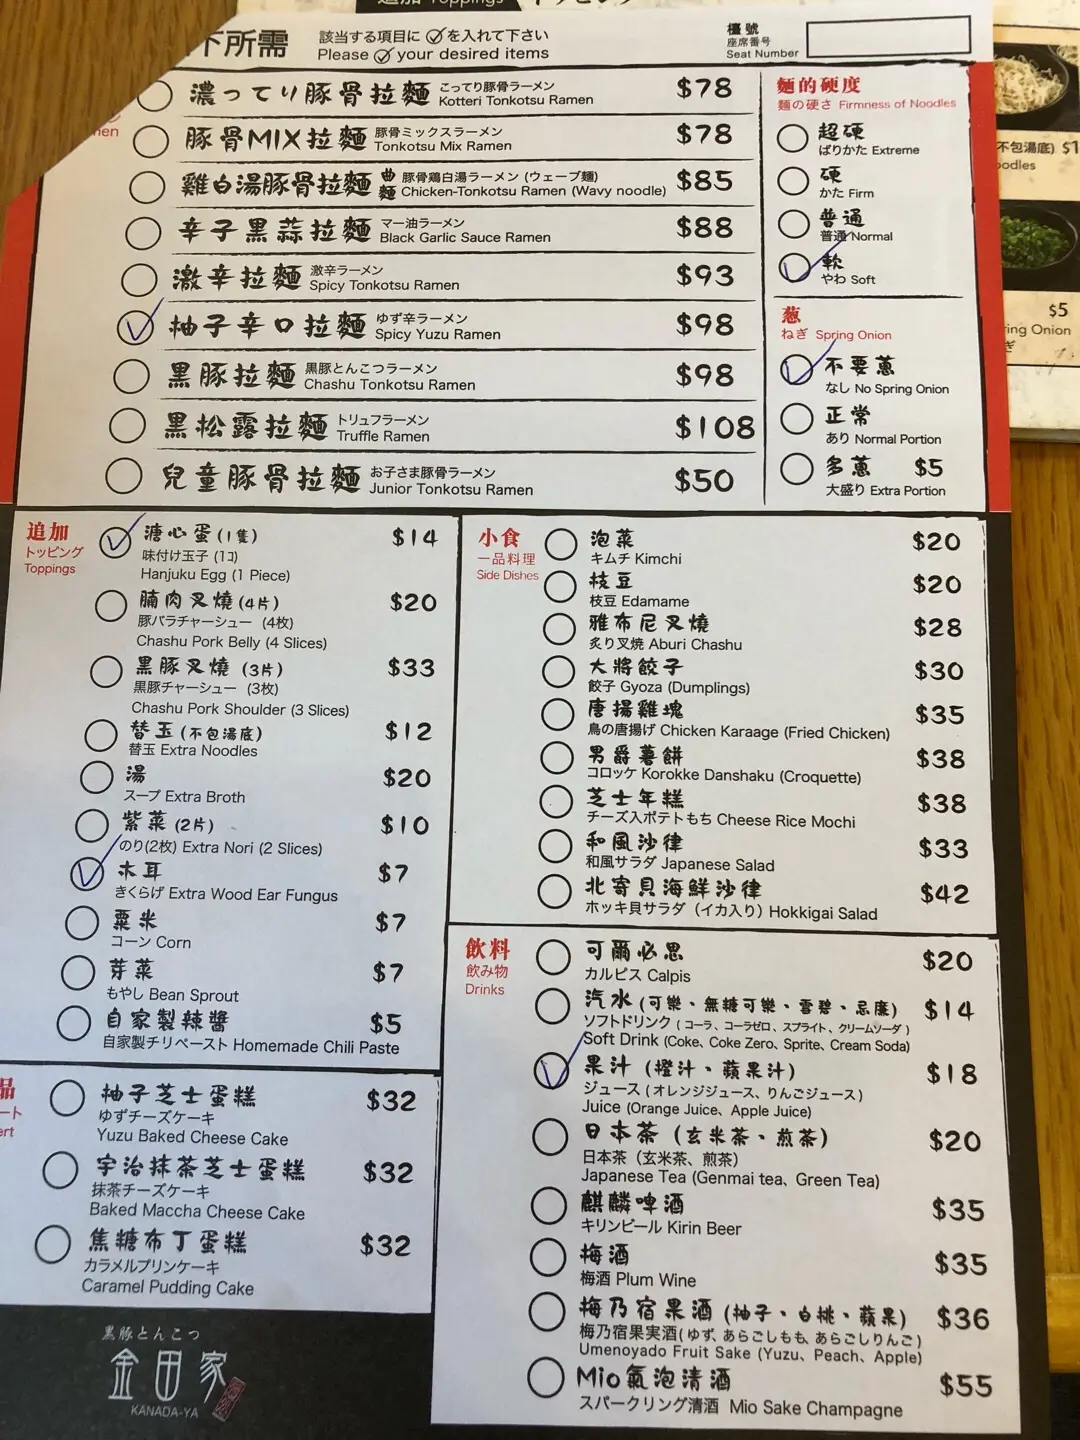 下所需
該当する項目に を入れて下さい
Please your desired items
檯號
座席番号
Seat Number
濃ってり豚骨拉麵 こってり豚骨ラーメン
Kotteri Tonkotsu Ramen $78
豚骨MIX拉麵 豚骨ミックスラーメン
Tonkotsu Mix Ramen $78
雞白湯豚骨拉麵 曲麵 豚骨鶏白湯ラーメン (ウェーブ麺)
Chicken-Tonkotsu Ramen (Wavy noodle) $85
辛子黑蒜拉麵 マー油ラーメン
Black Garlic Sauce Ramen $88
激辛拉麵 激辛ラーメン
Spicy Tonkotsu Ramen $93
柚子辛口拉麵 ゆず辛ラーメン
Spicy Yuzu Ramen $98
黑豚拉麵 黒豚とんこつラーメン
Chashu Tonkotsu Ramen $98
黑松露拉麵 トリュフラーメン
Truffle Ramen $108
兒童豚骨拉麵 お子さま豚骨ラーメン
Junior Tonkotsu Ramen $50
麵的硬度
麺の硬さ Firmness of Noodles
超硬
ばりかた Extreme
硬
かた Firm
普通
普通 Normal
軟
やわ Soft
葱
ねぎ Spring Onion
不要蔥
なし No Spring Onion
正常
あり Normal Portion
多蔥 $5
大盛り Extra Portion
追加
トッピング
Toppings
溏心蛋(1隻) $14
味付け玉子 (1コ)
Hanjuku Egg (1 Piece)
腩肉叉燒(4片) $20
豚バラチャーシュー (4枚)
Chashu Pork Belly (4 Slices)
黑豚叉燒 (3片) $33
黒豚チャーシュー (3枚)
Chashu Pork Shoulder (3 Slices)
替玉(不包湯底) $12
替玉 Extra Noodles
湯 $20
スープ Extra Broth
紫菜(2片) $10
のり(2枚) Extra Nori (2 Slices)
木耳 $7
きくらげ Extra Wood Ear Fungus
粟米 $7
コーン Corn
芽菜 $7
もやし Bean Sprout
自家製辣醬 $5
自家製チリペースト Homemade Chili Paste
小食
一品料理
Side Dishes
泡菜 $20
キムチ Kimchi
枝豆 $20
枝豆 Edamame
雅布尼叉燒 $28
炙り叉焼 Aburi Chashu
大將餃子 $30
餃子 Gyoza (Dumplings)
唐揚雞塊 $35
鳥の唐揚げ Chicken Karaage (Fried Chicken)
男爵薯餅 $38
コロッケ Korokke Danshaku (Croquette)
芝士年糕 $38
チーズ入ポテトもち Cheese Rice Mochi
和風沙律 $33
和風サラダ Japanese Salad
北寄貝海鮮沙律 $42
ホッキ貝サラダ（イカ入り）Hokkigai Salad
飲料
飲み物
Drinks
可爾必思 $20
カルピス Calpis
汽水(可樂、無糖可樂、雪碧、忌廉) $14
ソフトドリンク ( コーラ、コーラゼロ、スプライト、クリームソーダ )
Soft Drink (Coke、Coke Zero、Sprite、Cream Soda)
果汁 (橙汁、蘋果汁) $18
ジュース ( オレンジジュース、りんごジュース )
Juice (Orange Juice、Apple Juice)
日本茶 (玄米茶、煎茶) $20
日本茶（玄米茶、煎茶）
Japanese Tea (Genmai tea、Green Tea)
麒麟啤酒 $35
キリンビール Kirin Beer
梅酒 $35
梅酒 Plum Wine
梅乃宿果酒 (柚子、白桃、蘋果) $36
梅乃宿果実酒(ゆず, あらごしもも, あらごしりんご)
Umenoyado Fruit Sake (Yuzu、Peach、Apple)
Mio氣泡清酒 $55
スパークリング清酒 Mio Sake Champagne
柚子芝士蛋糕 $32
ゆずチーズケーキ
Yuzu Baked Cheese Cake
宇治抹茶芝士蛋糕 $32
抹茶チーズケーキ
Baked Maccha Cheese Cake
焦糖布丁蛋糕 $32
カラメルプリンケーキ
Caramel Pudding Cake
黒豚とんこつ
金田家
KANADA-YA
不包湯底) $1
oodles
$5
ring Onion